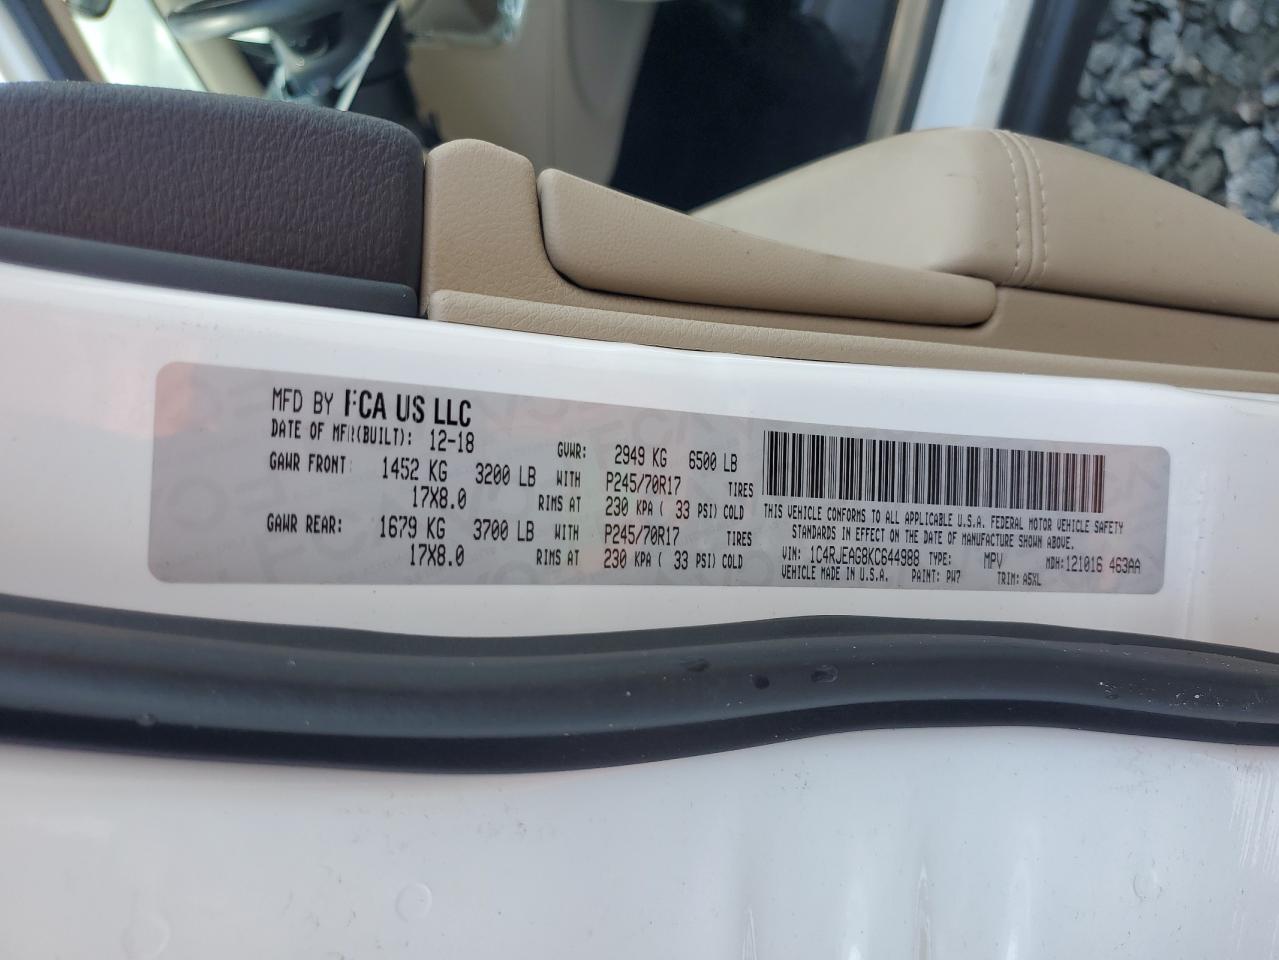 MFD BY FCA US LLC
DATE OF MFR(BUILT): 12-18 GVWR: 2949 KG 6500 LB
GAWR FRONT: 1452 KG 3200 LB WITH P245/70R17 TIRES
17X8.0 RIMS AT 230 KPA ( 33 PSI) COLD
GAWR REAR: 1679 KG 3700 LB WITH P245/70R17 TIRES
17X8.0 RIMS AT 230 KPA ( 33 PSI) COLD
THIS VEHICLE CONFORMS TO ALL APPLICABLE U.S.A. FEDERAL MOTOR VEHICLE SAFETY
STANDARDS IN EFFECT ON THE DATE OF MANUFACTURE SHOWN ABOVE.
VIN: 1C4RJEAG8KC644988 TYPE: MPV MDH:121016 463AA
VEHICLE MADE IN U.S.A. PAINT: PW7 TRIM: A5XL